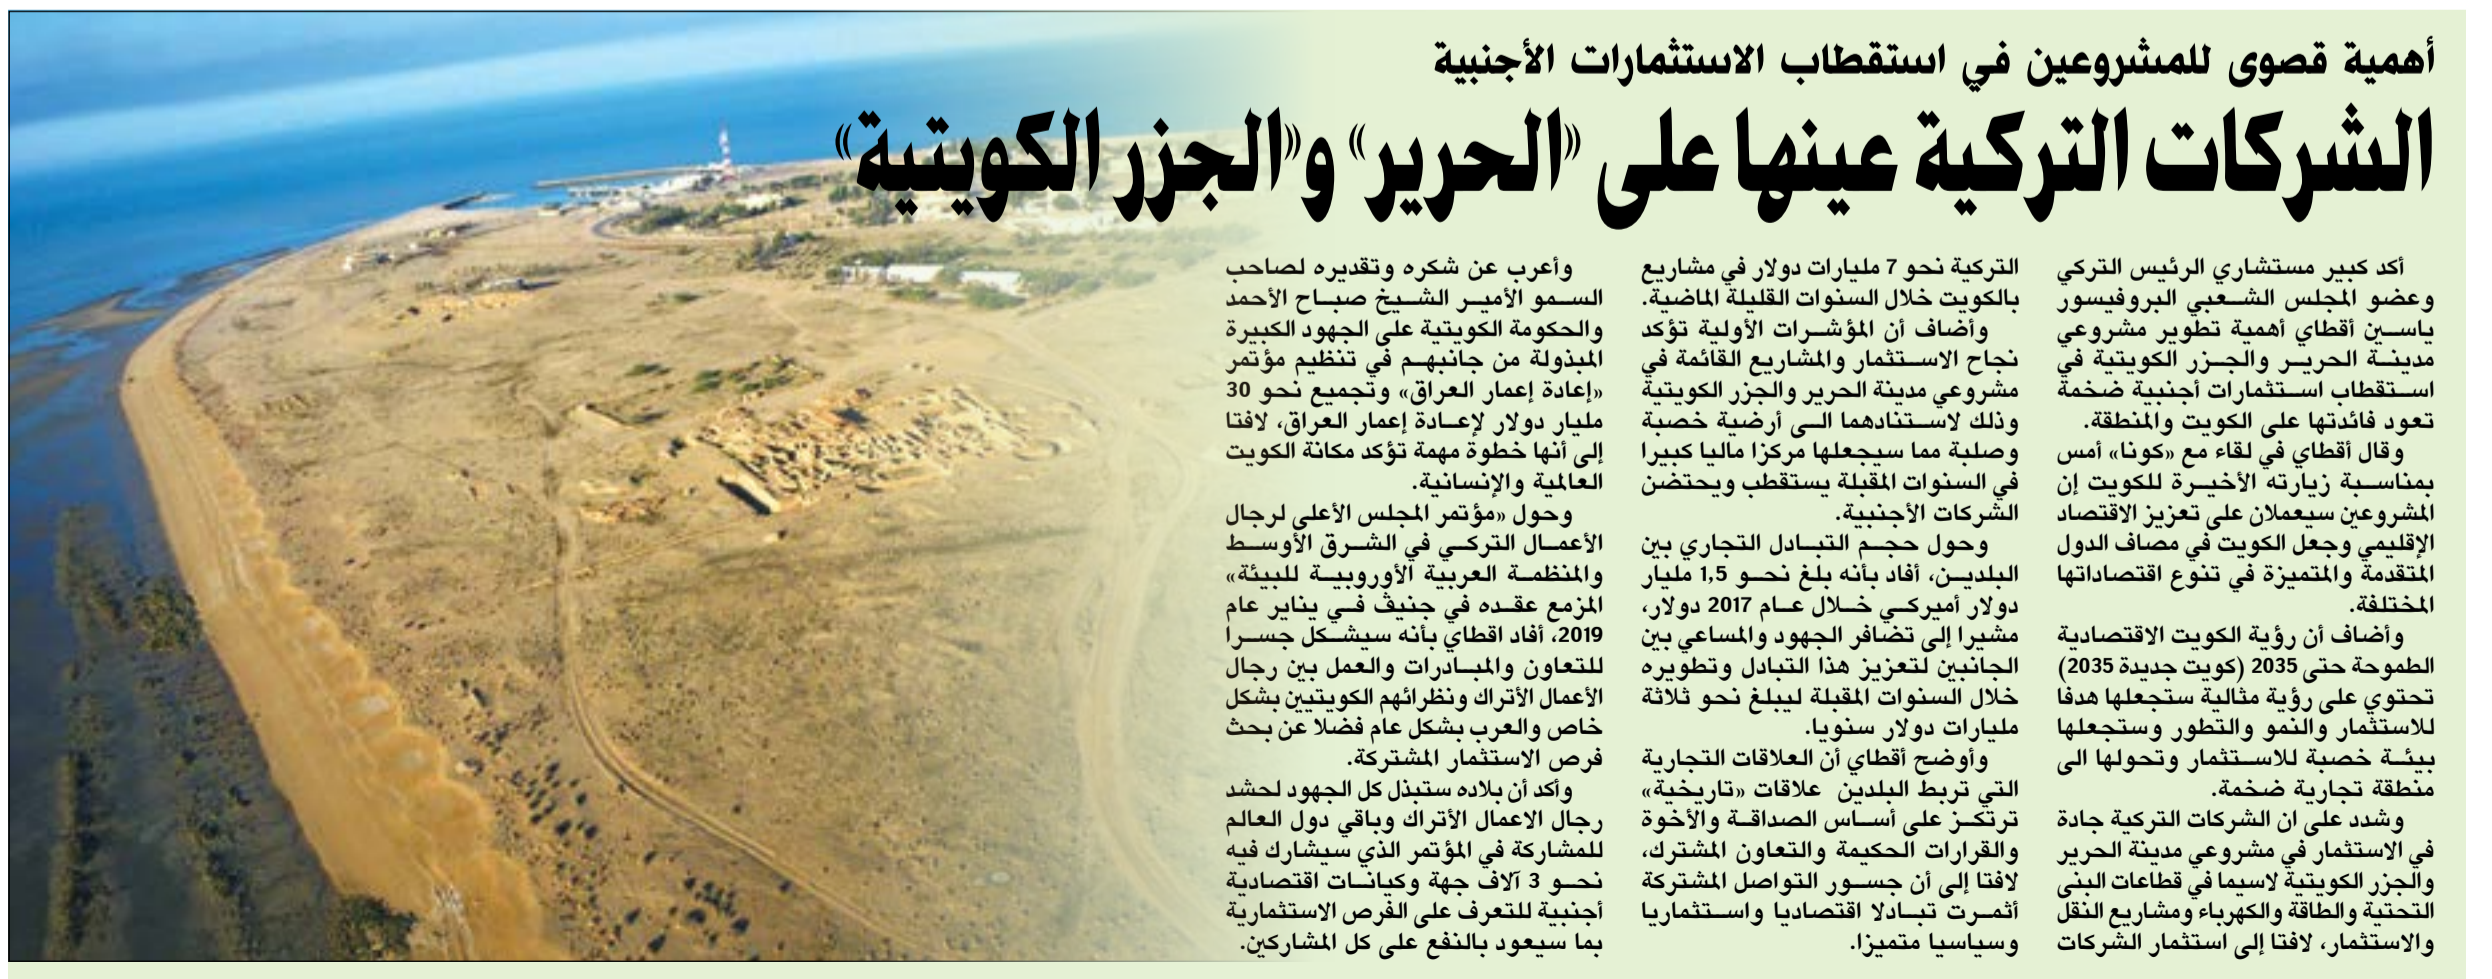 أهمية قصوى للمشروعين في استقطاب الاستثمارات الأجنبية
الشركات التركية عينها على «الحرير» و«الجزر الكويتية»
أكد كبير مستشاري الرئيس التركي
وعضو المجلس الشعبي البروفيسور
ياسين أقطاي أهمية تطوير مشروعي
مدينة الحرير والجزر الكويتية في
استقطاب استثمارات أجنبية ضخمة
تعود فائدتها على الكويت والمنطقة.
وقال أقطاي في لقاء مع «كونا» أمس
بمناسبة زيارته الأخيرة للكويت إن
المشروعين سيعملان على تعزيز الاقتصاد
الإقليمي وجعل الكويت في مصاف الدول
المتقدمة والمتميزة في تنوع اقتصاداتها
المختلفة.
وأضاف أن رؤية الكويت الاقتصادية
الطموحة حتى 2035 (كويت جديدة 2035)
تحتوي على رؤية مثالية ستجعلها هدفا
للاستثمار والنمو والتطور وستجعلها
بيئة خصبة للاستثمار وتحولها الى
منطقة تجارية ضخمة.
وشدد على ان الشركات التركية جادة
في الاستثمار في مشروعي مدينة الحرير
والجزر الكويتية لاسيما في قطاعات البنى
التحتية والطاقة والكهرباء ومشاريع النقل
والاستثمار، لافتا إلى استثمار الشركات
التركية نحو 7 مليارات دولار في مشاريع
بالكويت خلال السنوات القليلة الماضية.
وأضاف أن المؤشرات الأولية تؤكد
نجاح الاستثمار والمشاريع القائمة في
مشروعي مدينة الحرير والجزر الكويتية
وذلك لاستنادهما الى أرضية خصبة
وصلبة مما سيجعلها مركزا ماليا كبيرا
في السنوات المقبلة يستقطب ويحتضن
الشركات الأجنبية.
وحول حجم التبادل التجاري بين
البلدين، أفاد بأنه بلغ نحو 1,5 مليار
دولار أميركي خلال عام 2017 دولار،
مشيرا إلى تضافر الجهود والمساعي بين
الجانبين لتعزيز هذا التبادل وتطويره
خلال السنوات المقبلة ليبلغ نحو ثلاثة
مليارات دولار سنويا.
وأوضح أقطاي أن العلاقات التجارية
التي تربط البلدين علاقات «تاريخية»
ترتكز على أساس الصداقة والأخوة
والقرارات الحكيمة والتعاون المشترك،
لافتا إلى أن جسور التواصل المشتركة
أثمرت تبادلا اقتصاديا واستثماريا
وسياسيا متميزا.
وأعرب عن شكره وتقديره لصاحب
السمو الأمير الشيخ صباح الأحمد
والحكومة الكويتية على الجهود الكبيرة
المبذولة من جانبهم في تنظيم مؤتمر
«إعادة إعمار العراق» وتجميع نحو 30
مليار دولار لإعادة إعمار العراق، لافتا
إلى أنها خطوة مهمة تؤكد مكانة الكويت
العالمية والإنسانية.
وحول «مؤتمر المجلس الأعلى لرجال
الأعمال التركي في الشرق الأوسط
والمنظمة العربية الأوروبية للبيئة»
المزمع عقده في جنيف في يناير عام
2019، أفاد اقطاي بأنه سيشكل جسرا
للتعاون والمبادرات والعمل بين رجال
الأعمال الأتراك ونظرائهم الكويتيين بشكل
خاص والعرب بشكل عام فضلا عن بحث
فرص الاستثمار المشتركة.
وأكد أن بلاده ستبذل كل الجهود لحشد
رجال الاعمال الأتراك وباقي دول العالم
للمشاركة في المؤتمر الذي سيشارك فيه
نحو 3 آلاف جهة وكيانات اقتصادية
أجنبية للتعرف على الفرص الاستثمارية
بما سيعود بالنفع على كل المشاركين.